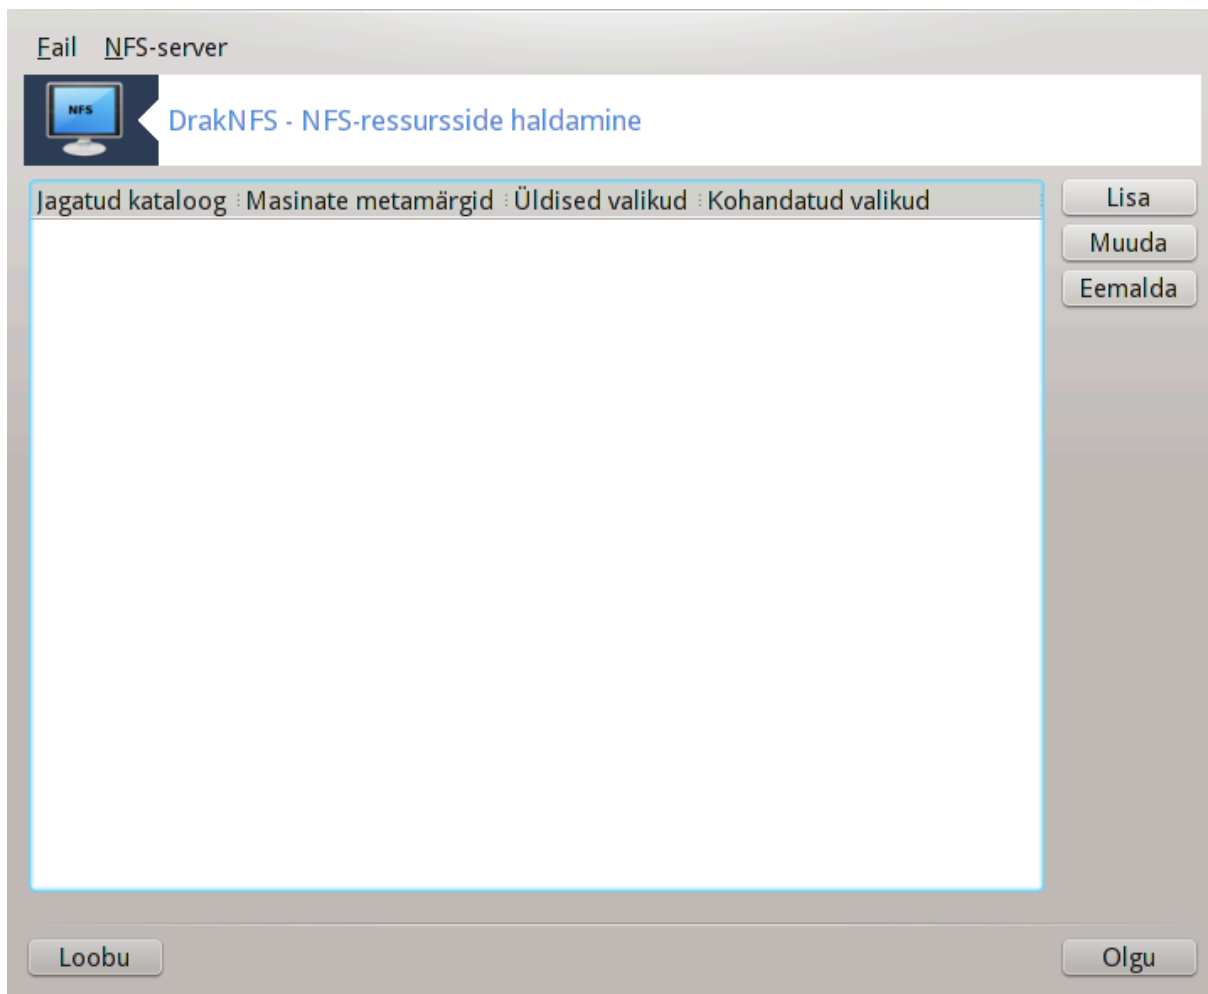 Fail NFS-server
NFS
DrakNFS - NFS-ressursside haldamine
Jagatud kataloog Masinate metamärgid Üldised valikud Kohandatud valikud
Lisa
Muuda
Eemalda
Loobu Olgu